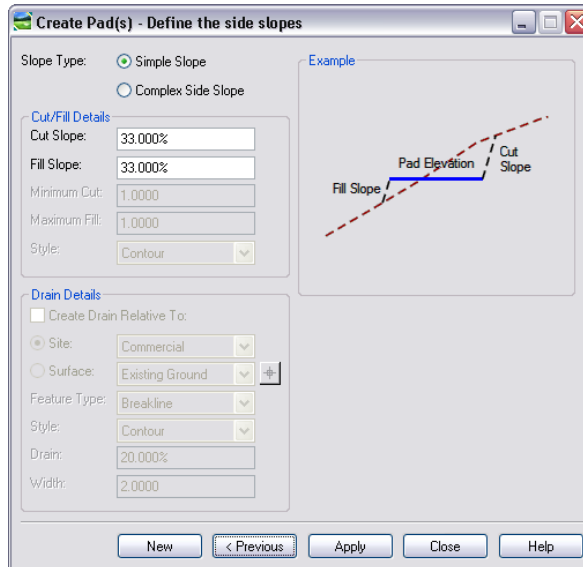 Create Pad(s) - Define the side slopes
Slope Type:
Simple Slope
Complex Side Slope
Cut/Fill Details
Cut Slope: 33.000%
Fill Slope: 33.000%
Minimum Cut: 1.0000
Maximum Fill: 1.0000
Style: Contour
Drain Details
Create Drain Relative To:
Site: Commercial
Surface: Existing Ground
Feature Type: Breakline
Style: Contour
Drain: 20.000%
Width: 2.0000
Example
Pad Elevation
Cut
Slope
Fill Slope
New
< Previous
Apply
Close
Help